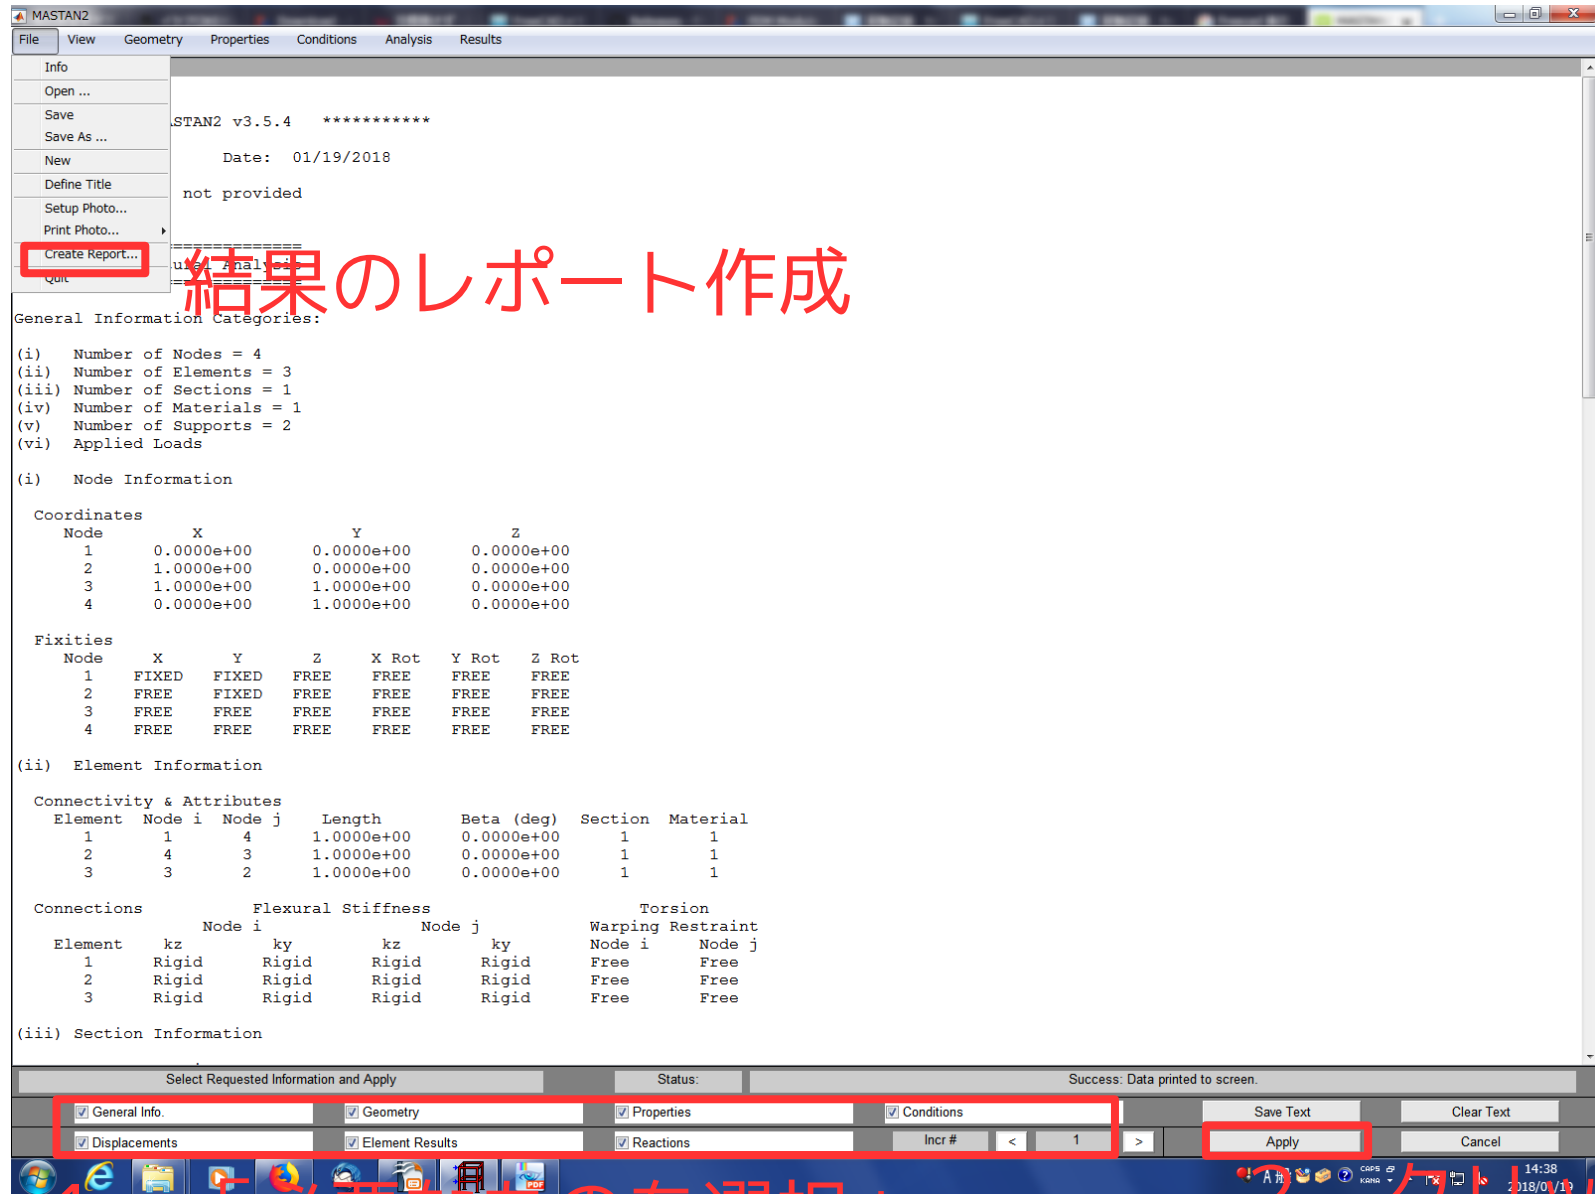 MASTAN2
File View Geometry Properties Conditions Analysis Results
Info
Open ...
Save
Save As ...
New
Define Title
Setup Photo...
Print Photo...
Create Report...
Quit
結果のレポート作成
STAN2 v3.5.4 ***********
Date: 01/19/2018
not provided
ural Analysis
General Information Categories:
(i) Number of Nodes = 4
(ii) Number of Elements = 3
(iii) Number of Sections = 1
(iv) Number of Materials = 1
(v) Number of Supports = 2
(vi) Applied Loads
(i) Node Information
Coordinates
Node X Y Z
1 0.0000e+00 0.0000e+00 0.0000e+00
2 1.0000e+00 0.0000e+00 0.0000e+00
3 1.0000e+00 1.0000e+00 0.0000e+00
4 0.0000e+00 1.0000e+00 0.0000e+00
Fixities
Node X Y Z X Rot Y Rot Z Rot
1 FIXED FIXED FREE FREE FREE FREE
2 FREE FIXED FREE FREE FREE FREE
3 FREE FREE FREE FREE FREE FREE
4 FREE FREE FREE FREE FREE FREE
(ii) Element Information
Connectivity & Attributes
Element Node i Node j Length Beta (deg) Section Material
1 1 4 1.0000e+00 0.0000e+00 1 1
2 4 3 1.0000e+00 0.0000e+00 1 1
3 3 2 1.0000e+00 0.0000e+00 1 1
Connections Flexural Stiffness Torsion
Node i Node j Warping Restraint
Element kz ky kz ky Node i Node j
1 Rigid Rigid Rigid Rigid Free Free
2 Rigid Rigid Rigid Rigid Free Free
3 Rigid Rigid Rigid Rigid Free Free
(iii) Section Information
Select Requested Information and Apply Status: Success: Data printed to screen.
General Info. Geometry Properties Conditions Save Text Clear Text
Displacements Element Results Reactions Incr # < 1 > Apply Cancel
CAPS
KANA
14:38
2018/01/19